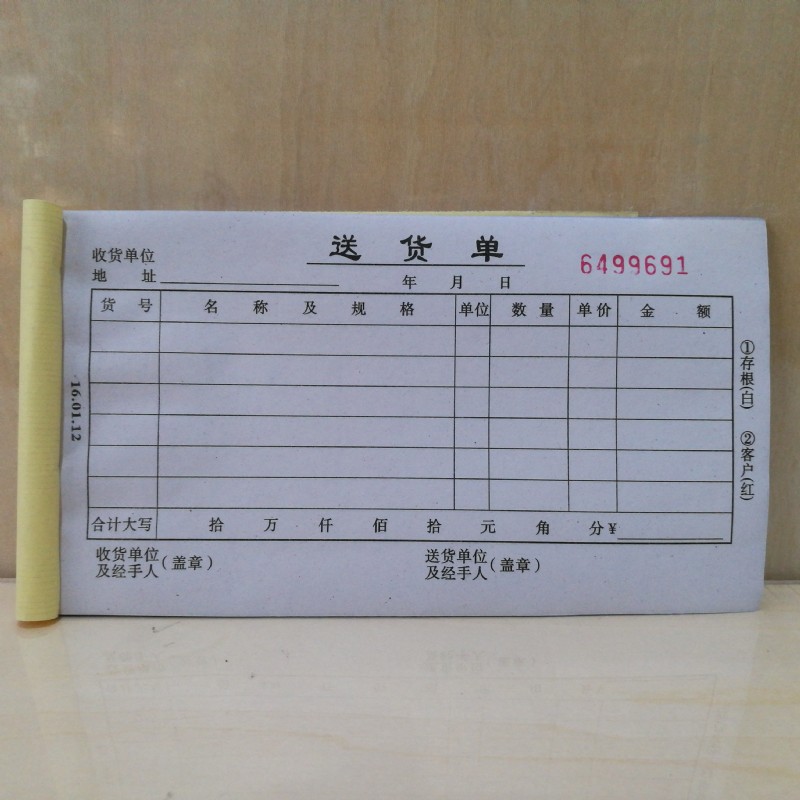 送货单
收货单位
地 址
年 月 日
6499691
货号 名称及规格 单位 数量 单价 金额
合计大写 拾 万 仟 佰 拾 元 角 分¥
收货单位
及经手人(盖章)
送货单位
及经手人(盖章)
①存根(白)
②客户(红)
16.01.12